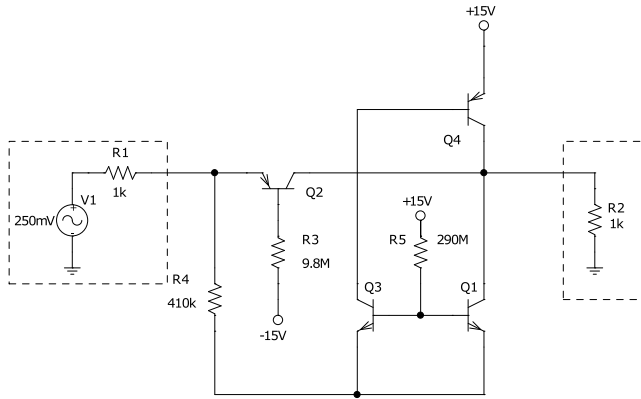 +15V
Q4
R1
1k
V1
250mV
Q2
+15V
R2
1k
R3
9.8M
R5
290M
R4
410k
-15V
Q3
Q1